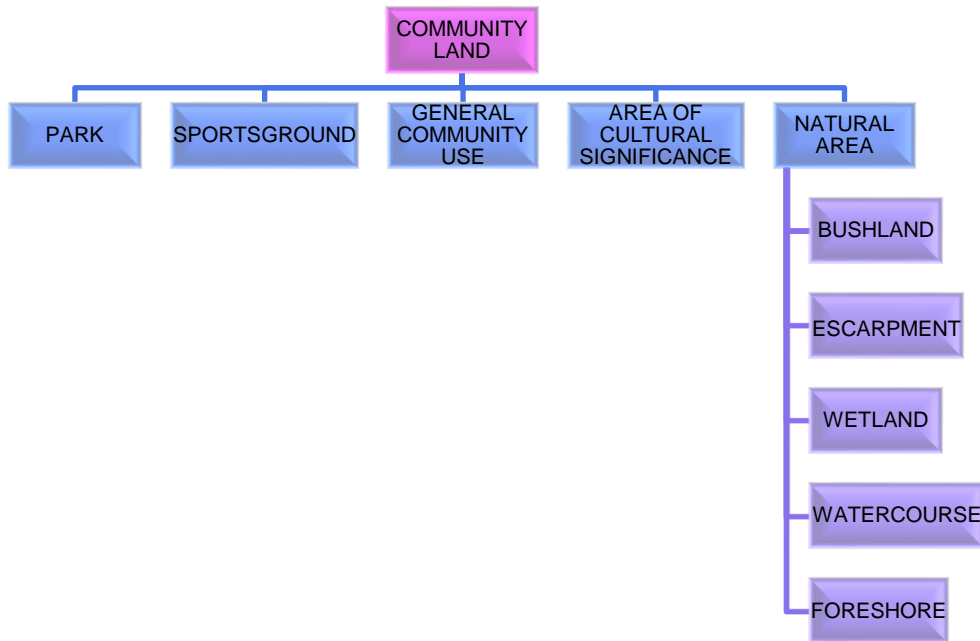 COMMUNITY
LAND
PARK
SPORTSGROUND
GENERAL
COMMUNITY
USE
AREA OF
CULTURAL
SIGNIFICANCE
NATURAL
AREA
BUSHLAND
ESCARPMENT
WETLAND
WATERCOURSE
FORESHORE